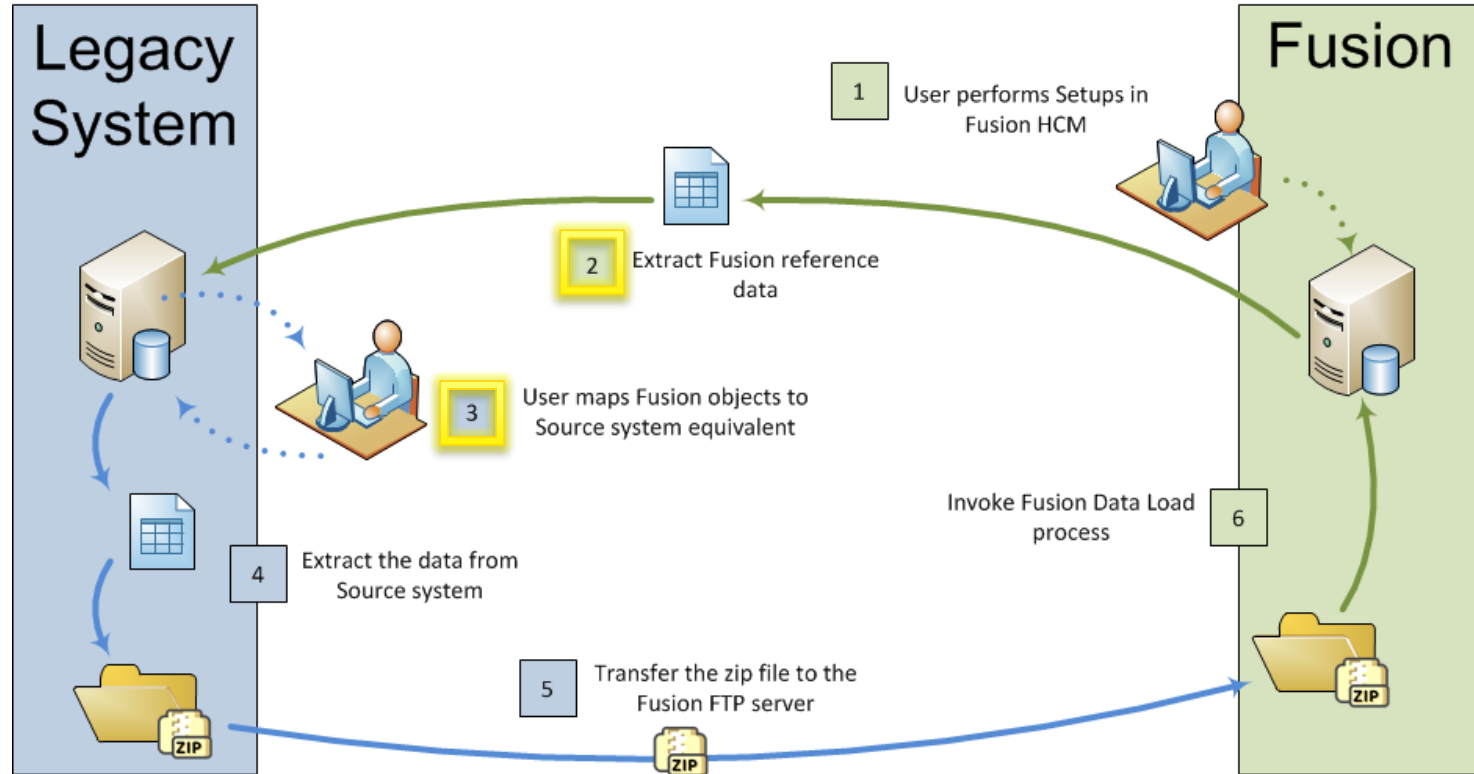 Legacy
System
Fusion
1
User performs Setups in
Fusion HCM
2
Extract Fusion reference
data
3
User maps Fusion objects to
Source system equivalent
4
Extract the data from
Source system
5
Transfer the zip file to the
Fusion FTP server
6
Invoke Fusion Data Load
process
ZIP
ZIP
ZIP